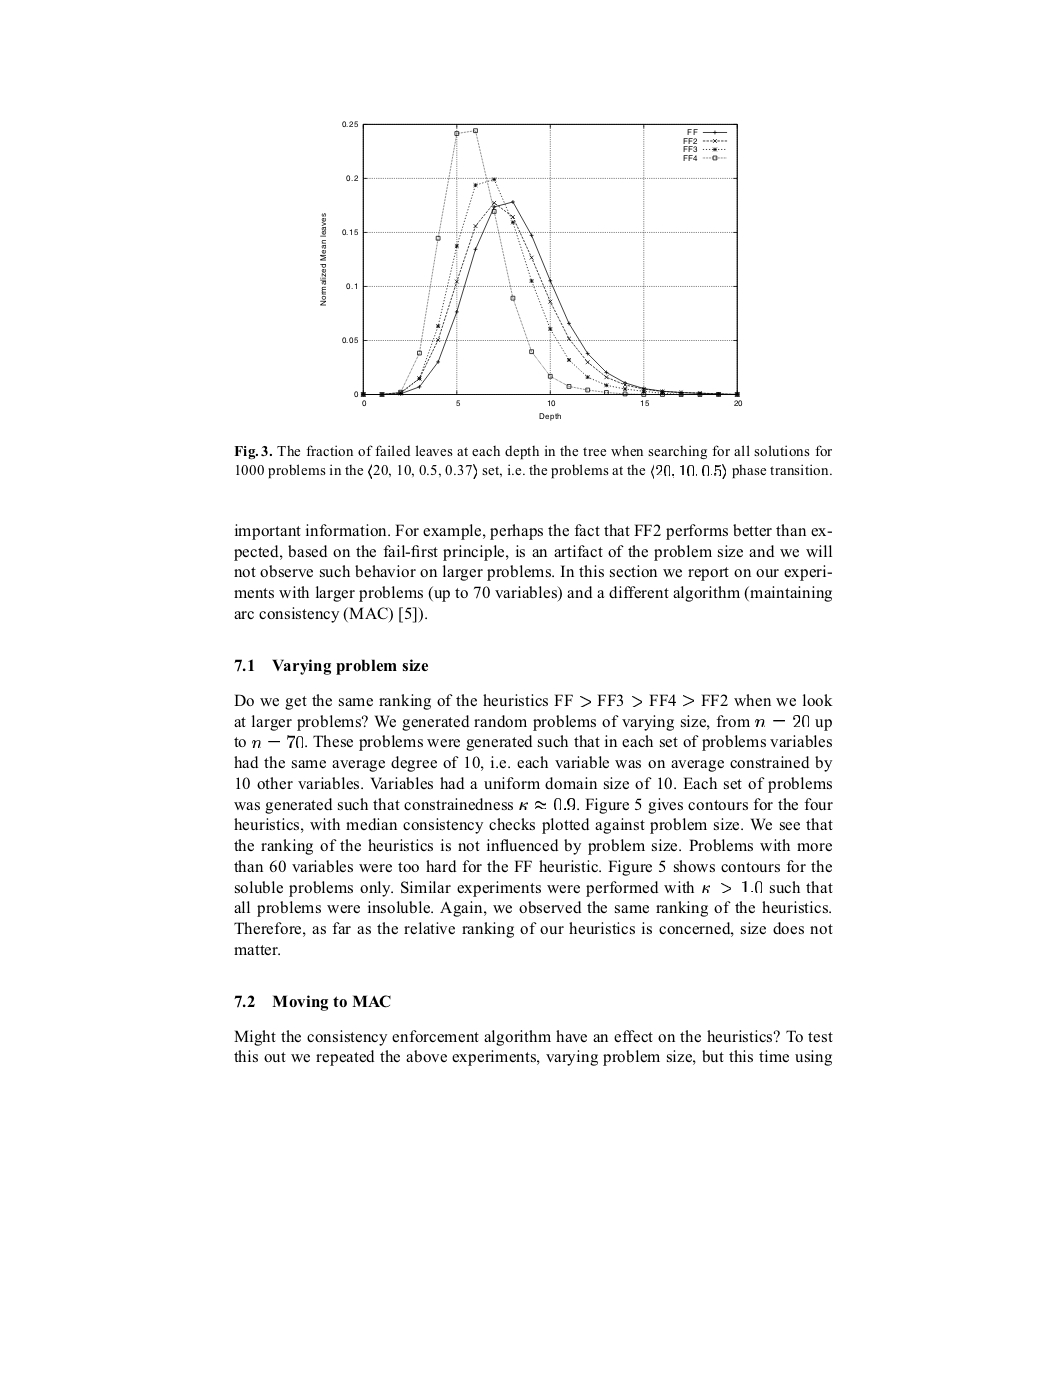 0.25
0.2
0.15
0.1
0.05
0
Normalized Mean leaves
FF
FF2
FF3
FF4
0 5 10 15 20
Depth
Fig. 3. The fraction of failed leaves at each depth in the tree when searching for all solutions for
1000 problems in the ⟨20, 10, 0.5, 0.37⟩ set, i.e. the problems at the ⟨20, 10, 0.5⟩ phase transition.
important information. For example, perhaps the fact that FF2 performs better than ex-
pected, based on the fail-first principle, is an artifact of the problem size and we will
not observe such behavior on larger problems. In this section we report on our experi-
ments with larger problems (up to 70 variables) and a different algorithm (maintaining
arc consistency (MAC) [5]).
7.1 Varying problem size
Do we get the same ranking of the heuristics FF > FF3 > FF4 > FF2 when we look
at larger problems? We generated random problems of varying size, from n = 20 up
to n = 70. These problems were generated such that in each set of problems variables
had the same average degree of 10, i.e. each variable was on average constrained by
10 other variables. Variables had a uniform domain size of 10. Each set of problems
was generated such that constrainedness κ ≈ 0.9. Figure 5 gives contours for the four
heuristics, with median consistency checks plotted against problem size. We see that
the ranking of the heuristics is not influenced by problem size. Problems with more
than 60 variables were too hard for the FF heuristic. Figure 5 shows contours for the
soluble problems only. Similar experiments were performed with κ > 1.0 such that
all problems were insoluble. Again, we observed the same ranking of the heuristics.
Therefore, as far as the relative ranking of our heuristics is concerned, size does not
matter.
7.2 Moving to MAC
Might the consistency enforcement algorithm have an effect on the heuristics? To test
this out we repeated the above experiments, varying problem size, but this time using